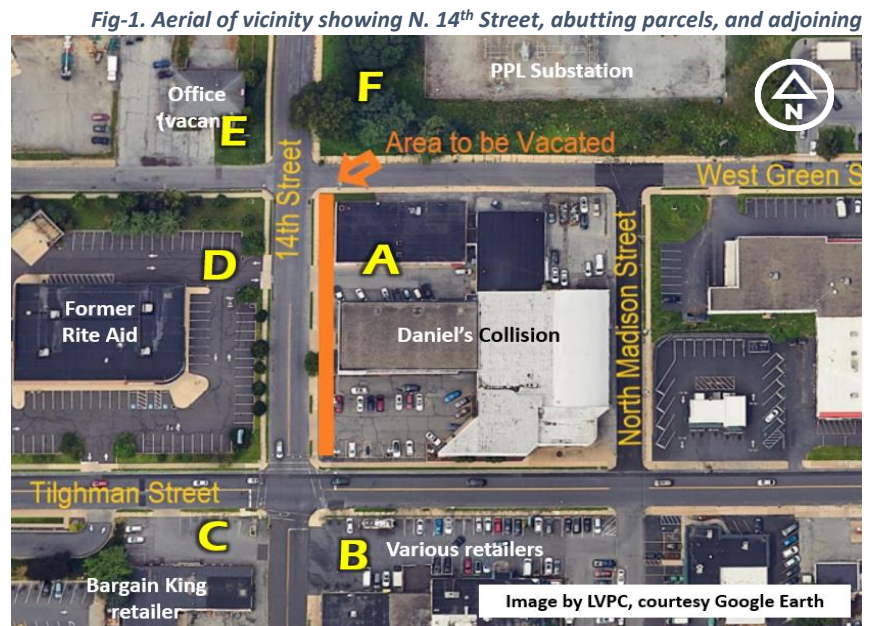 Fig-1. Aerial of vicinity showing N. 14th Street, abutting parcels, and adjoining
Office
(vacan
E
F
PPL Substation
N
Area to be Vacated
14th Street
West Green S
D
A
Former
Rite Aid
Daniel's Collision
North Madison Street
Tilghman Street
C
B
Various retailers
Bargain King
retailer
Image by LVPC, courtesy Google Earth